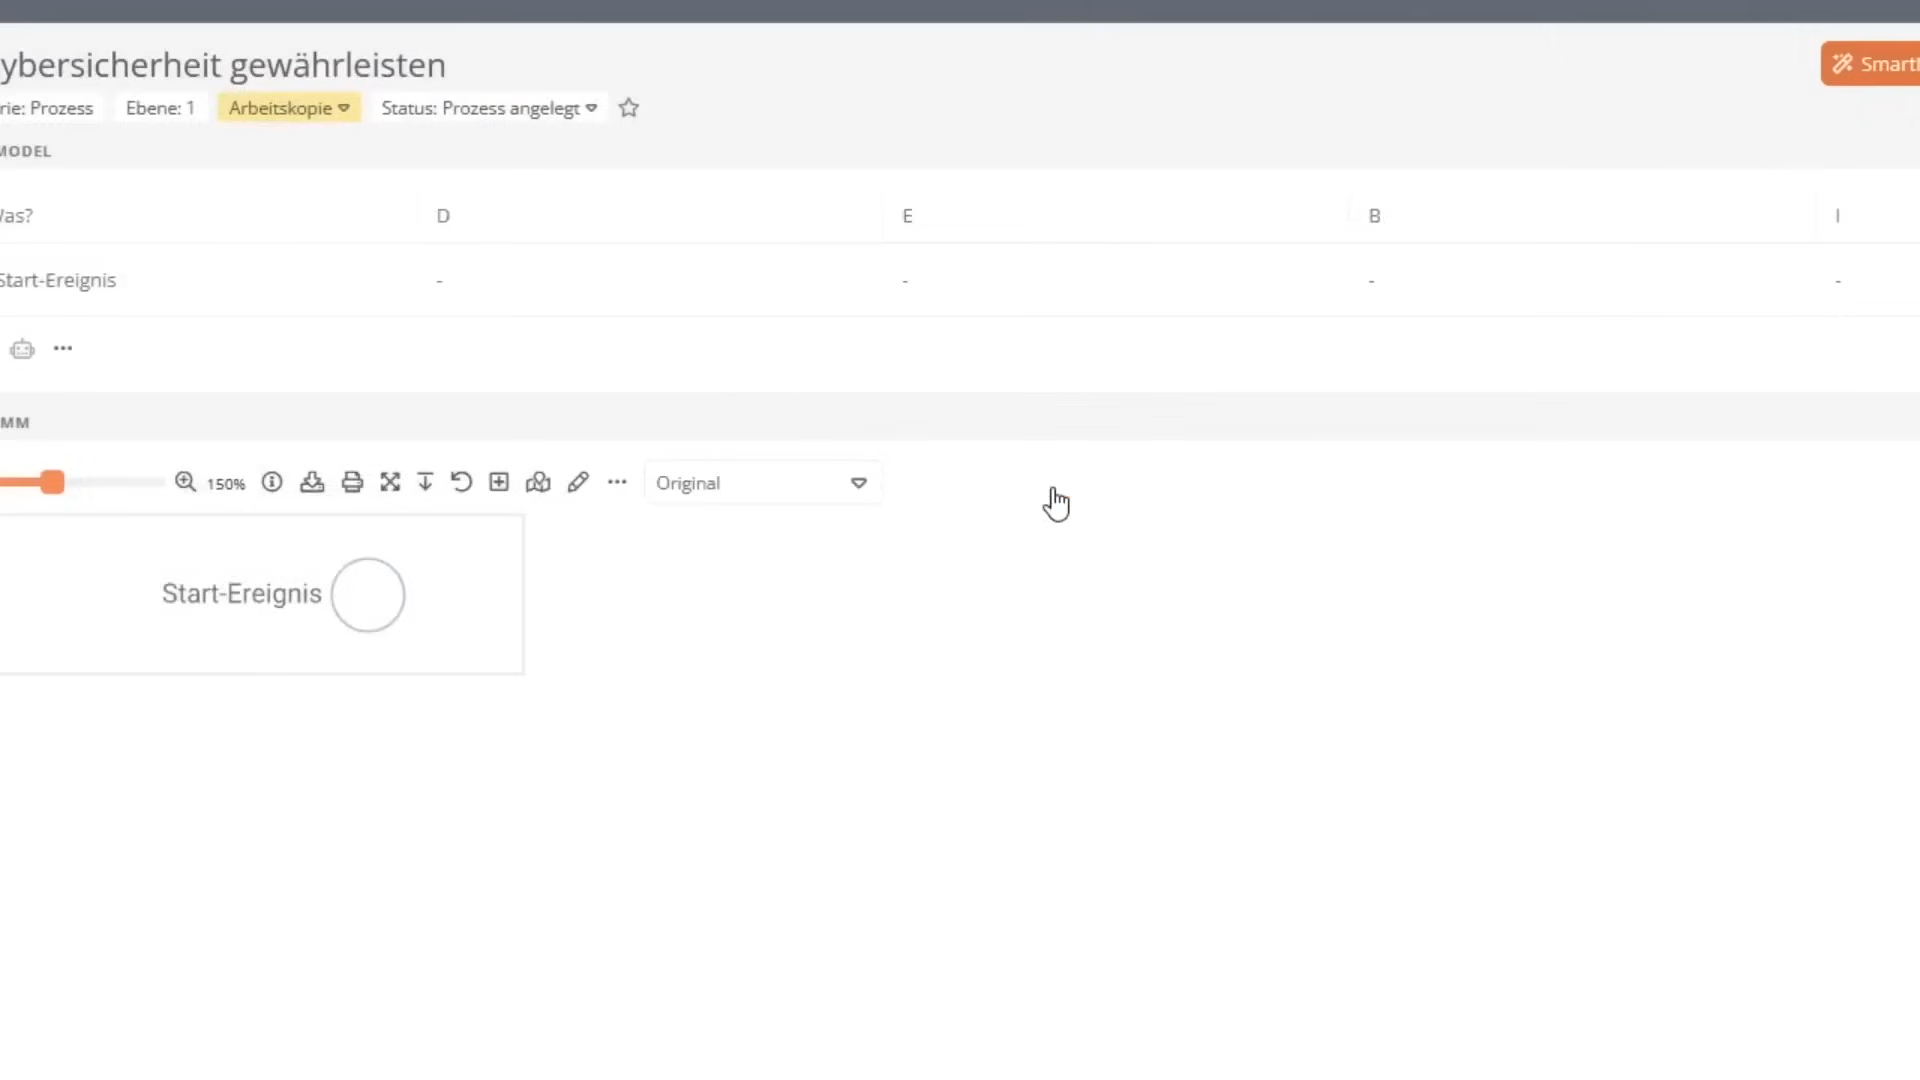 ybersicherheit gewährleisten
Smart
rie: Prozess Ebene: 1 Arbeitskopie Status: Prozess angelegt
MODEL
Was? D E B I
Start-Ereignis - - - -
MM
150% Original
Start-Ereignis